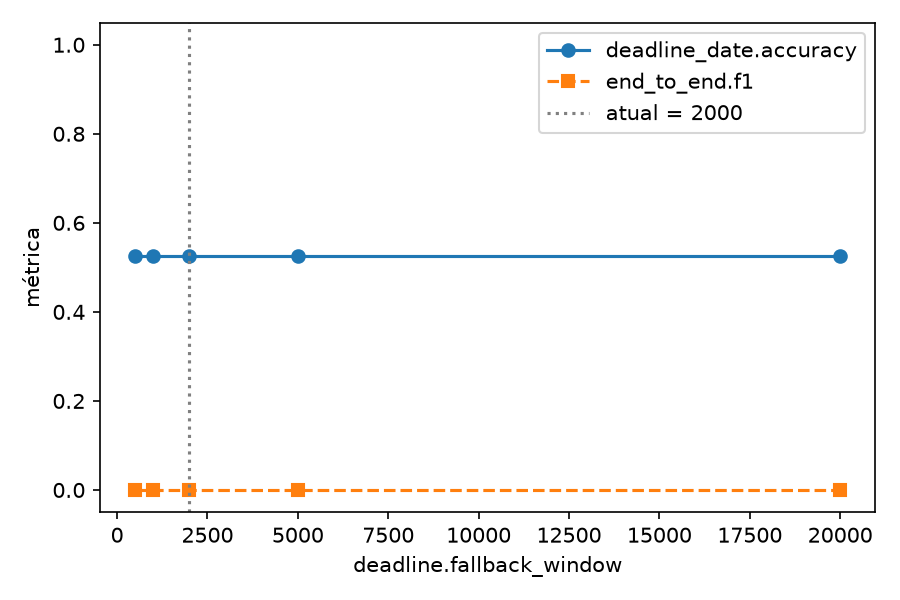 1.0
0.8
0.6
0.4
0.2
0.0
métrica
deadline_date.accuracy
end_to_end.f1
atual = 2000
0 2500 5000 7500 10000 12500 15000 17500 20000
deadline.fallback_window